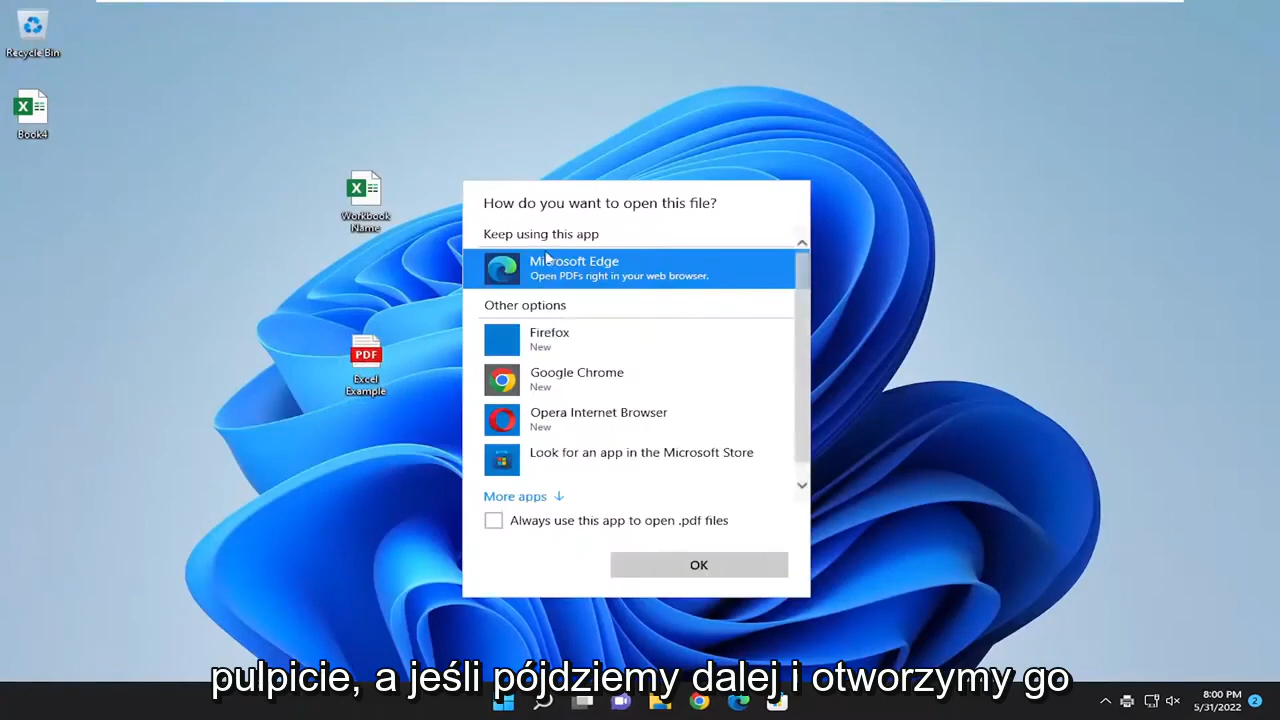 Recycle Bin
Book4
Workbook
Name
PDF
Excel
Example
How do you want to open this file?
Keep using this app
Microsoft Edge
Open PDFs right in your web browser.
Other options
Firefox
New
Google Chrome
New
Opera Internet Browser
New
Look for an app in the Microsoft Store
More apps ↓
Always use this app to open .pdf files
OK
pulpicie, a jeśli pójdziemy dalej i otworzymy go
8:00 PM
5/31/2022
2